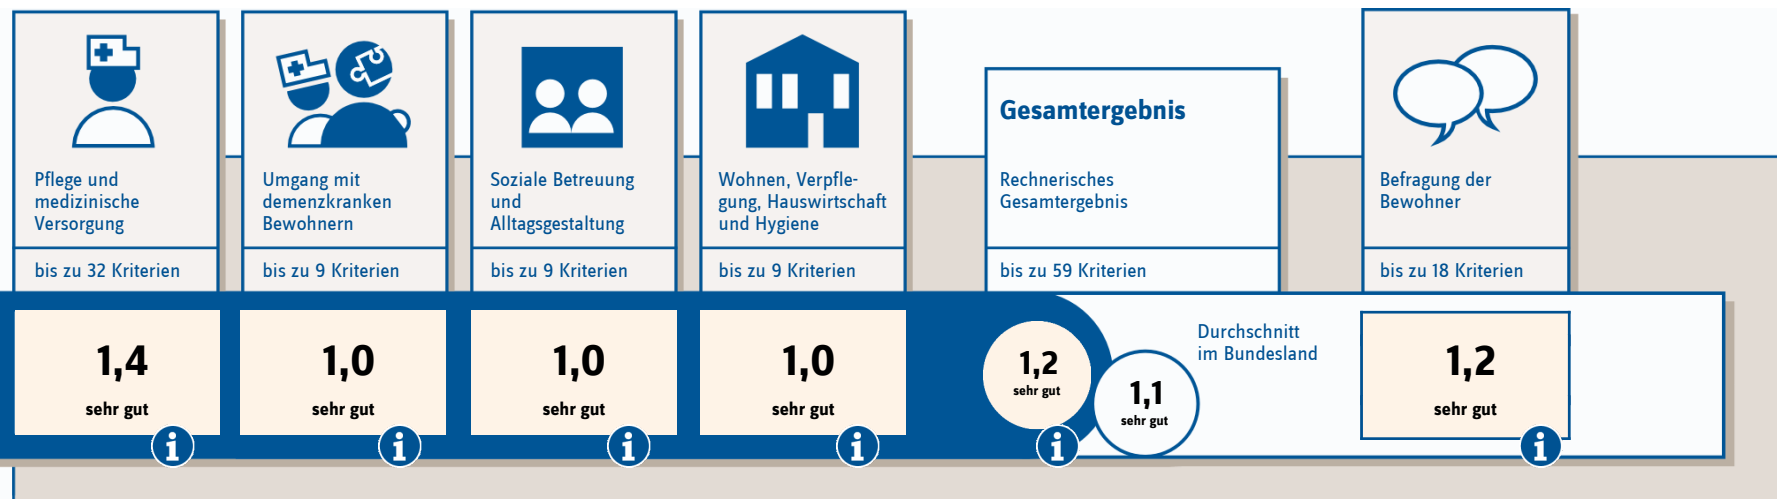 Pflege und
medizinische
Versorgung
bis zu 32 Kriterien
1,4
sehr gut
i
Umgang mit
demenzkranken
Bewohnern
bis zu 9 Kriterien
1,0
sehr gut
i
Soziale Betreuung
und
Alltagsgestaltung
bis zu 9 Kriterien
1,0
sehr gut
i
Wohnen, Verpfle-
gung, Hauswirtschaft
und Hygiene
bis zu 9 Kriterien
1,0
sehr gut
i
Gesamtergebnis
Rechnerisches
Gesamtergebnis
bis zu 59 Kriterien
1,2
sehr gut
i
1,1
sehr gut
Durchschnitt
im Bundesland
Befragung der
Bewohner
bis zu 18 Kriterien
1,2
sehr gut
i